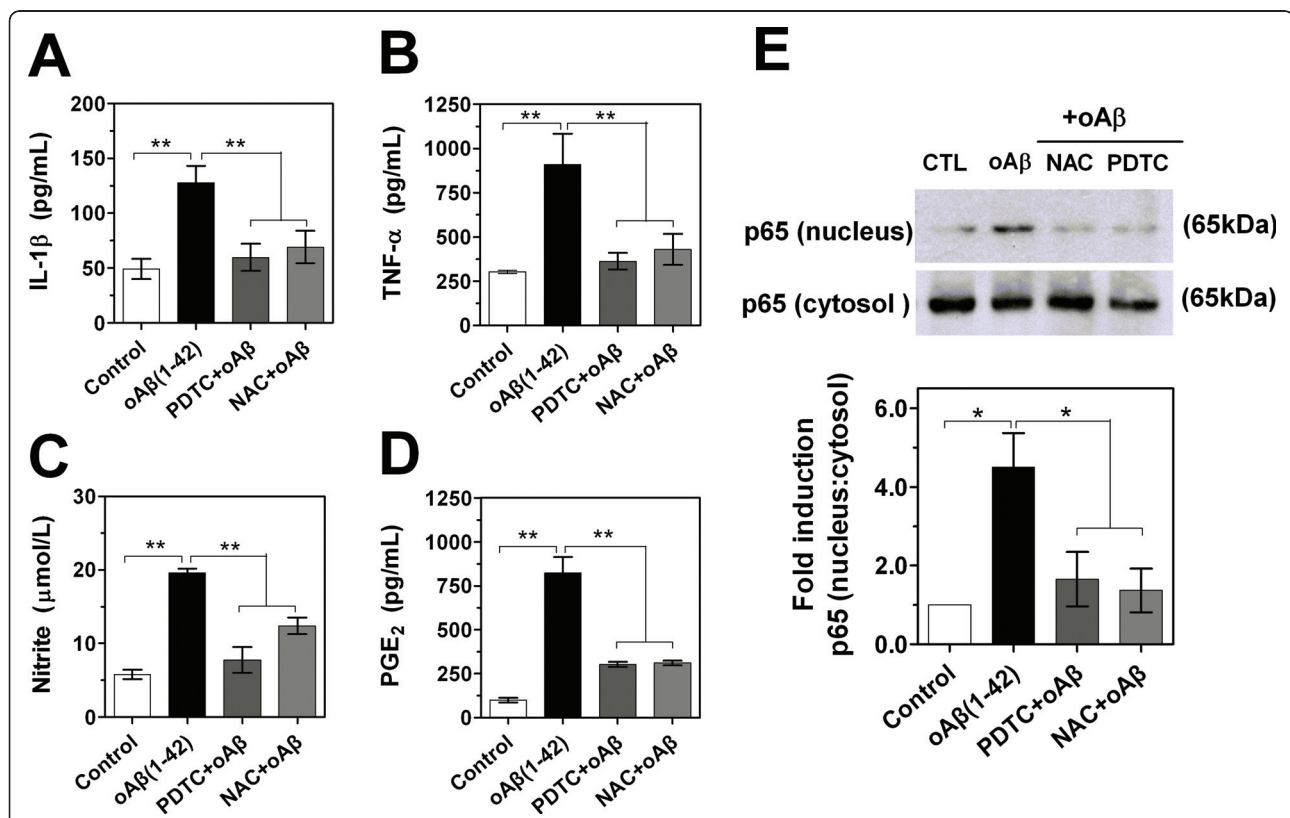 A
IL-1β (pg/mL)
200
150
100
50
0
** **
Control
oAβ(1-42)
PDTC+oAβ
NAC+oAβ
B
TNF-α (pg/mL)
1250
1000
750
500
250
0
** **
Control
oAβ(1-42)
PDTC+oAβ
NAC+oAβ
C
Nitrite (μmol/L)
30
20
10
0
** **
Control
oAβ(1-42)
PDTC+oAβ
NAC+oAβ
D
PGE₂ (pg/mL)
1250
1000
750
500
250
0
** **
Control
oAβ(1-42)
PDTC+oAβ
NAC+oAβ
E
+oAβ
CTL oAβ NAC PDTC
p65 (nucleus) (65kDa)
p65 (cytosol ) (65kDa)
Fold induction
p65 (nucleus:cytosol)
6.0
4.0
2.0
0.0
* *
Control
oAβ(1-42)
PDTC+oAβ
NAC+oAβ